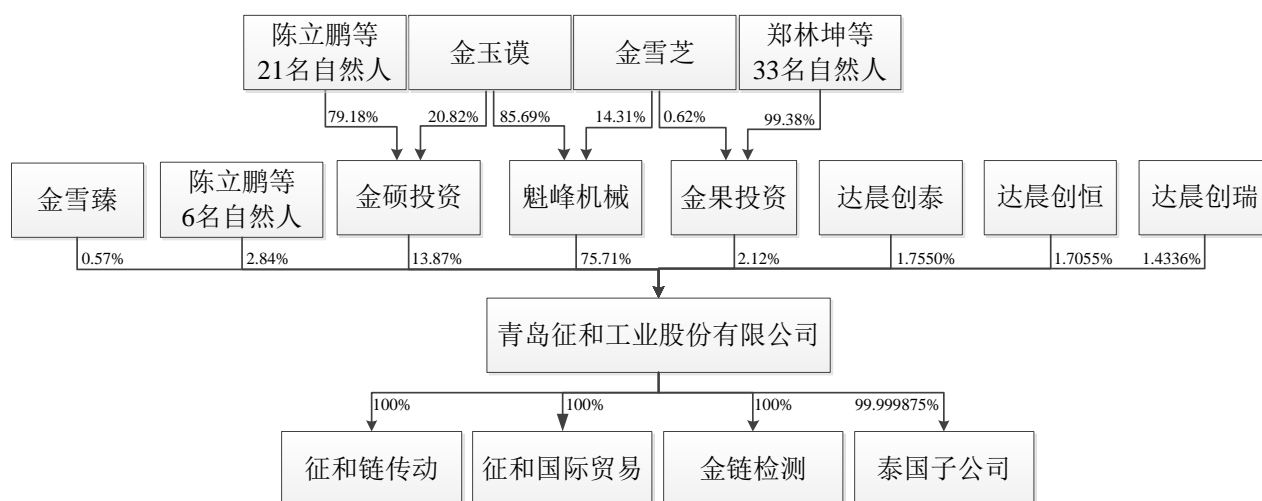 陈立鹏等
21名自然人
金玉谟
金雪芝
郑林坤等
33名自然人
79.18%
20.82%
85.69%
14.31%
0.62%
99.38%
金雪臻
陈立鹏等
6名自然人
金硕投资
魁峰机械
金果投资
达晨创泰
达晨创恒
达晨创瑞
0.57%
2.84%
13.87%
75.71%
2.12%
1.7550%
1.7055%
1.4336%
青岛征和工业股份有限公司
100%
100%
100%
99.999875%
征和链传动
征和国际贸易
金链检测
泰国子公司